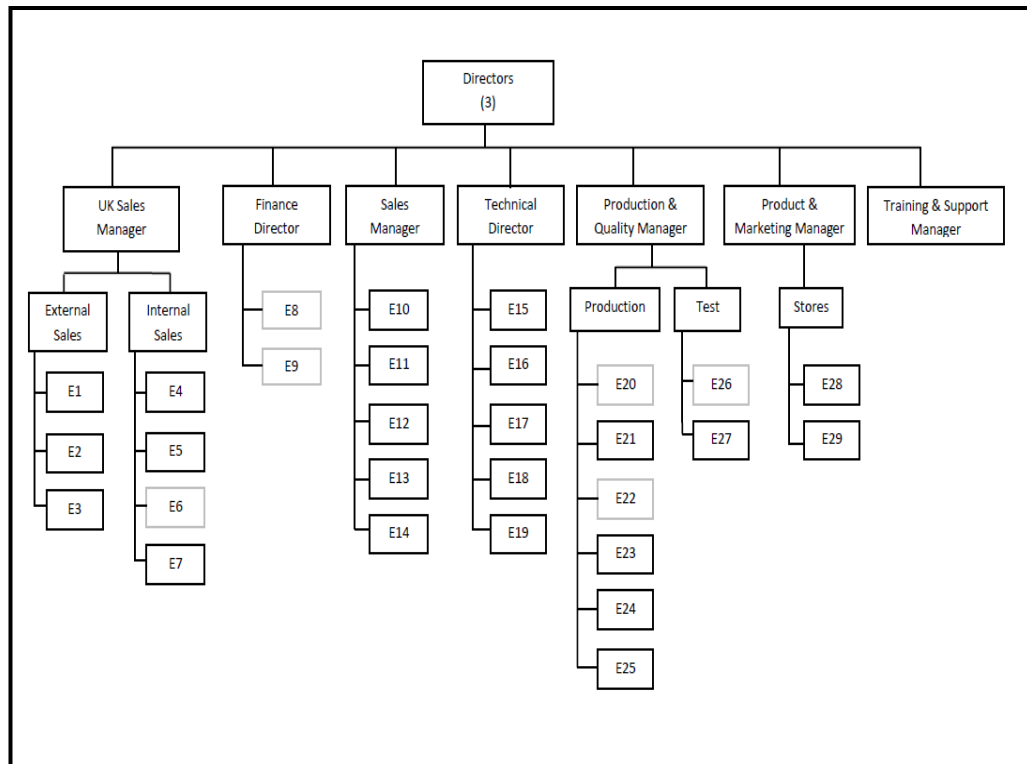 Directors
(3)
UK Sales
Manager
Finance
Director
Sales
Manager
Technical
Director
Production &
Quality Manager
Product &
Marketing Manager
Training & Support
Manager
External
Sales
Internal
Sales
Production
Test
Stores
E1
E2
E3
E4
E5
E6
E7
E8
E9
E10
E11
E12
E13
E14
E15
E16
E17
E18
E19
E20
E21
E22
E23
E24
E25
E26
E27
E28
E29